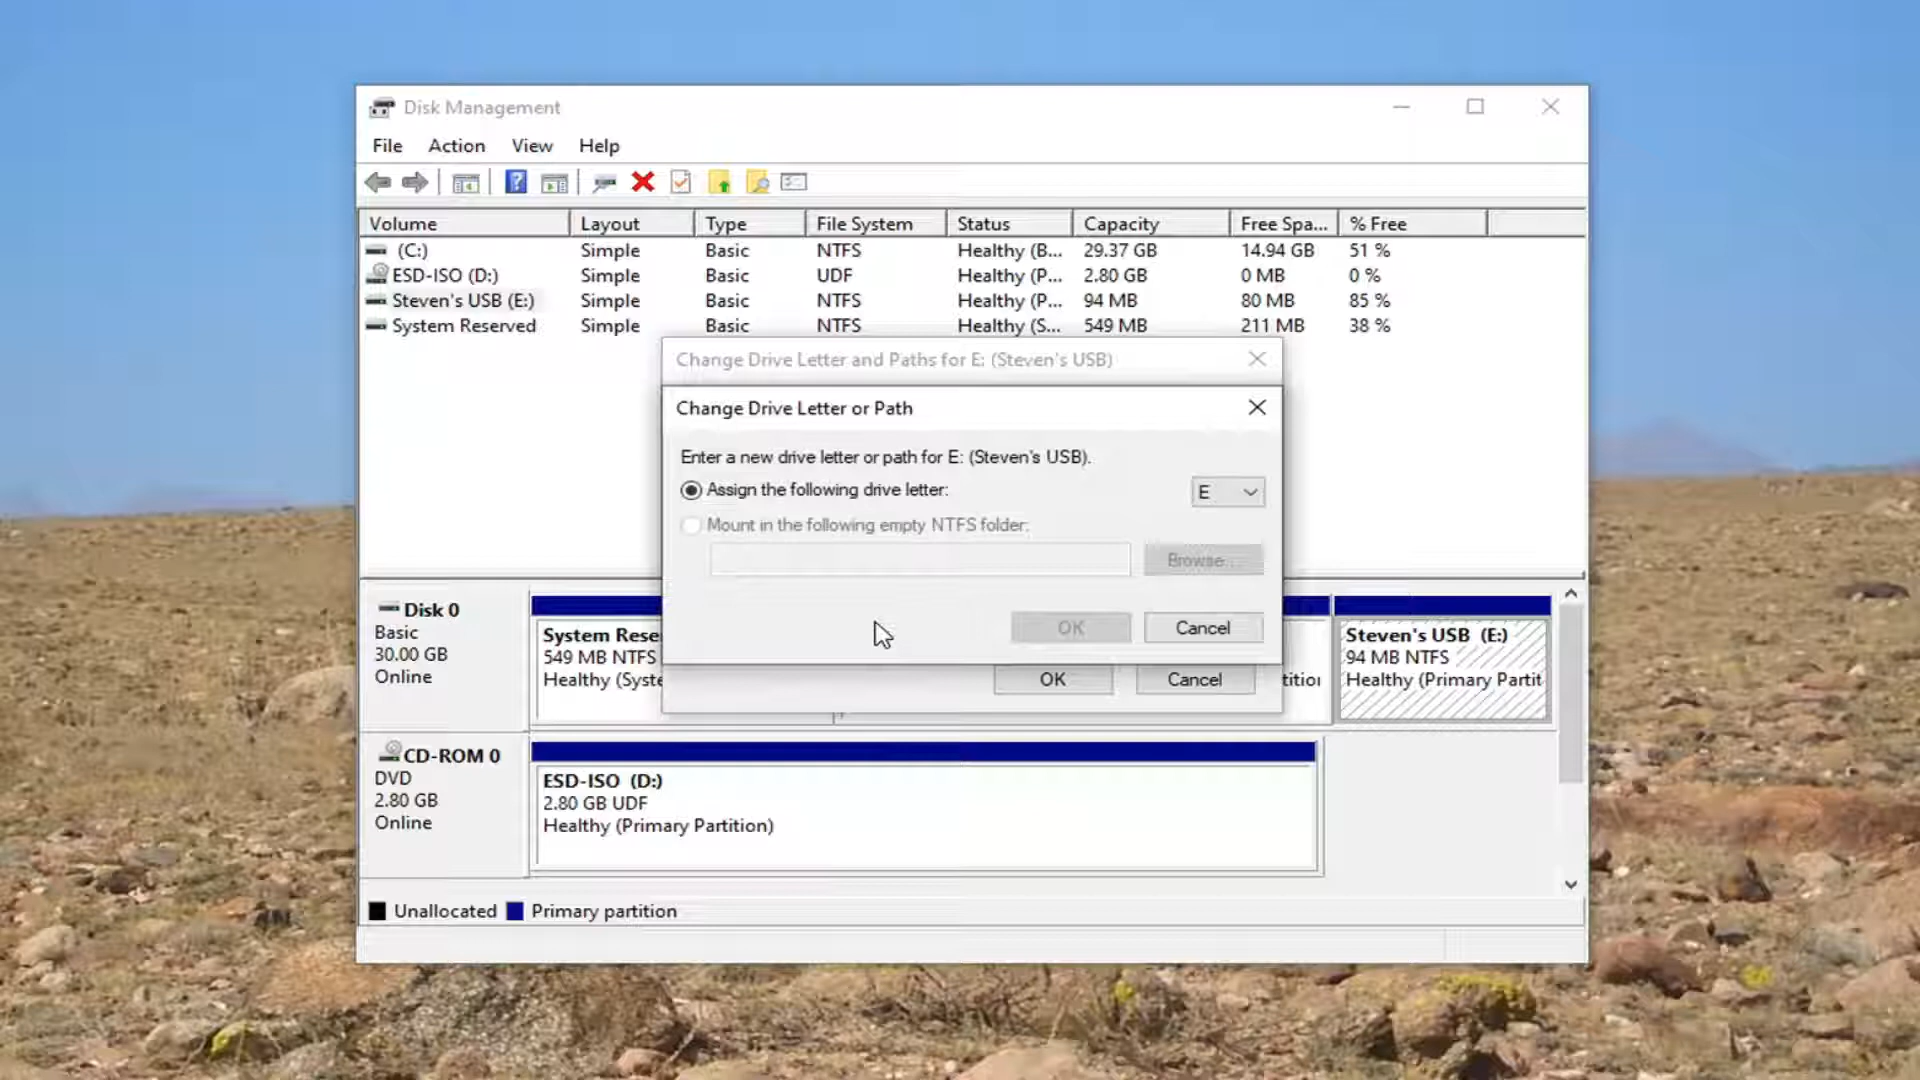 Disk Management
File Action View Help
Volume Layout Type File System Status Capacity Free Spa... % Free
(C:) Simple Basic NTFS Healthy (B... 29.37 GB 14.94 GB 51 %
ESD-ISO (D:) Simple Basic UDF Healthy (P... 2.80 GB 0 MB 0 %
Steven's USB (E:) Simple Basic NTFS Healthy (P... 94 MB 80 MB 85 %
System Reserved Simple Basic NTFS Healthy (S... 549 MB 211 MB 38 %
Change Drive Letter and Paths for E: (Steven's USB)
Change Drive Letter or Path
Enter a new drive letter or path for E: (Steven's USB).
Assign the following drive letter: E
Mount in the following empty NTFS folder:
Browse...
OK Cancel
OK Cancel
Disk 0
Basic
30.00 GB
Online
System Rese
549 MB NTFS
Healthy (Syste
tition
Steven's USB (E:)
94 MB NTFS
Healthy (Primary Partit
CD-ROM 0
DVD
2.80 GB
Online
ESD-ISO (D:)
2.80 GB UDF
Healthy (Primary Partition)
Unallocated Primary partition